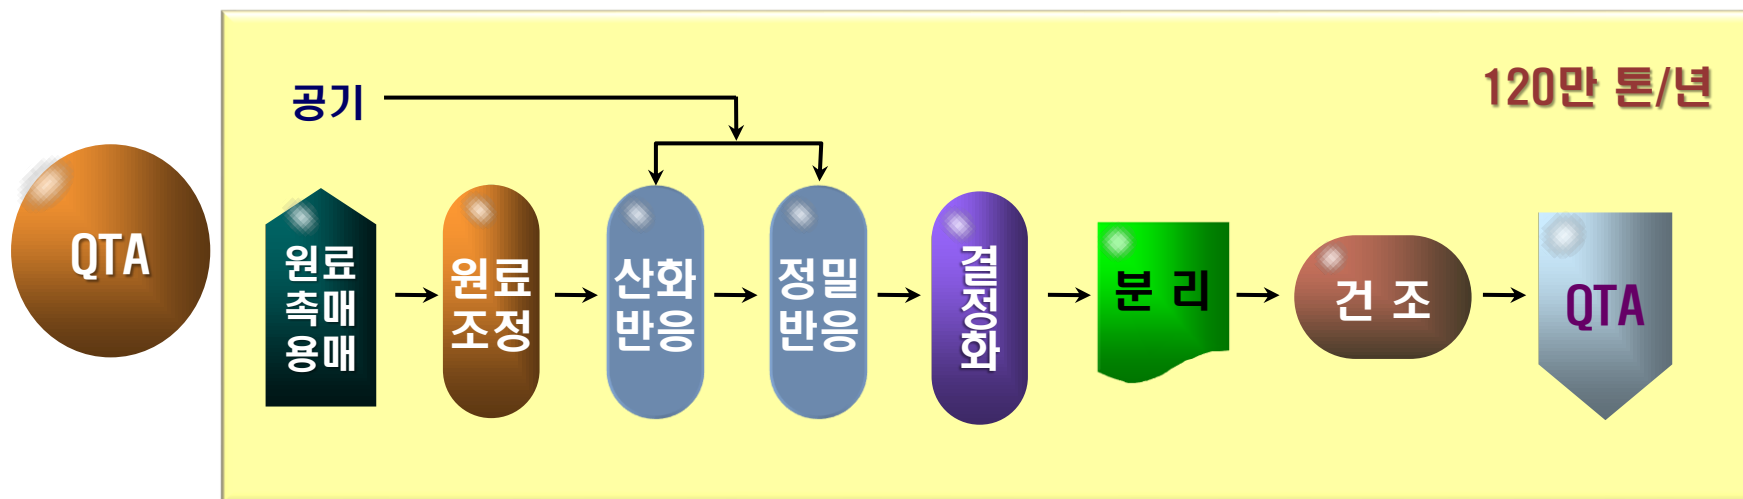 QTA
공기
120만 톤/년
원료
촉매
용매
원료
조정
산화
반응
정밀
반응
결정화
분 리
건 조
QTA